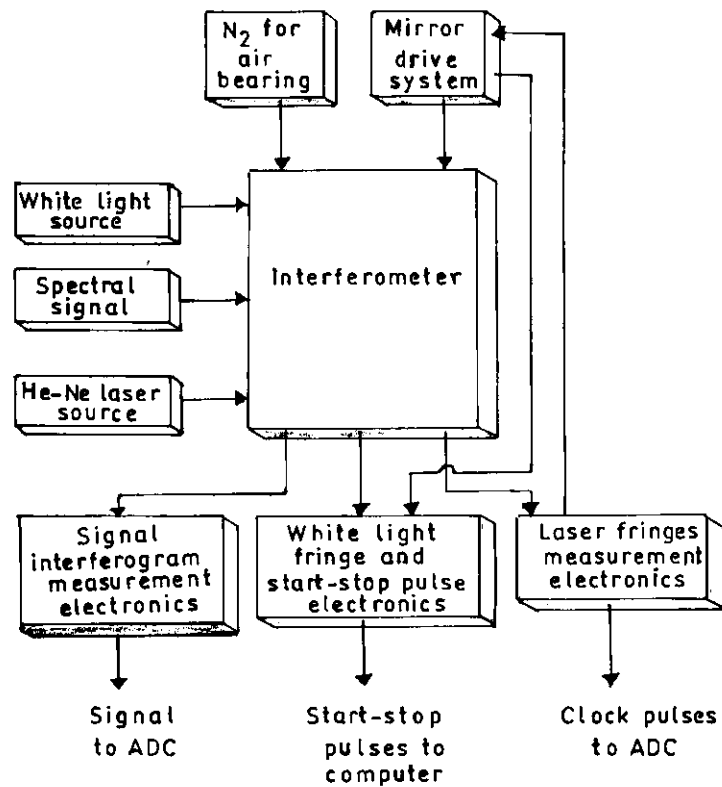 N₂ for
air
bearing
Mirror
drive
system
White light
source
Spectral
signal
He-Ne laser
source
Interferometer
Signal
interferogram
measurement
electronics
White light
fringe and
start-stop pulse
electronics
Laser fringes
measurement
electronics
Signal
to ADC
Start-stop
pulses to
computer
Clock pulses
to ADC